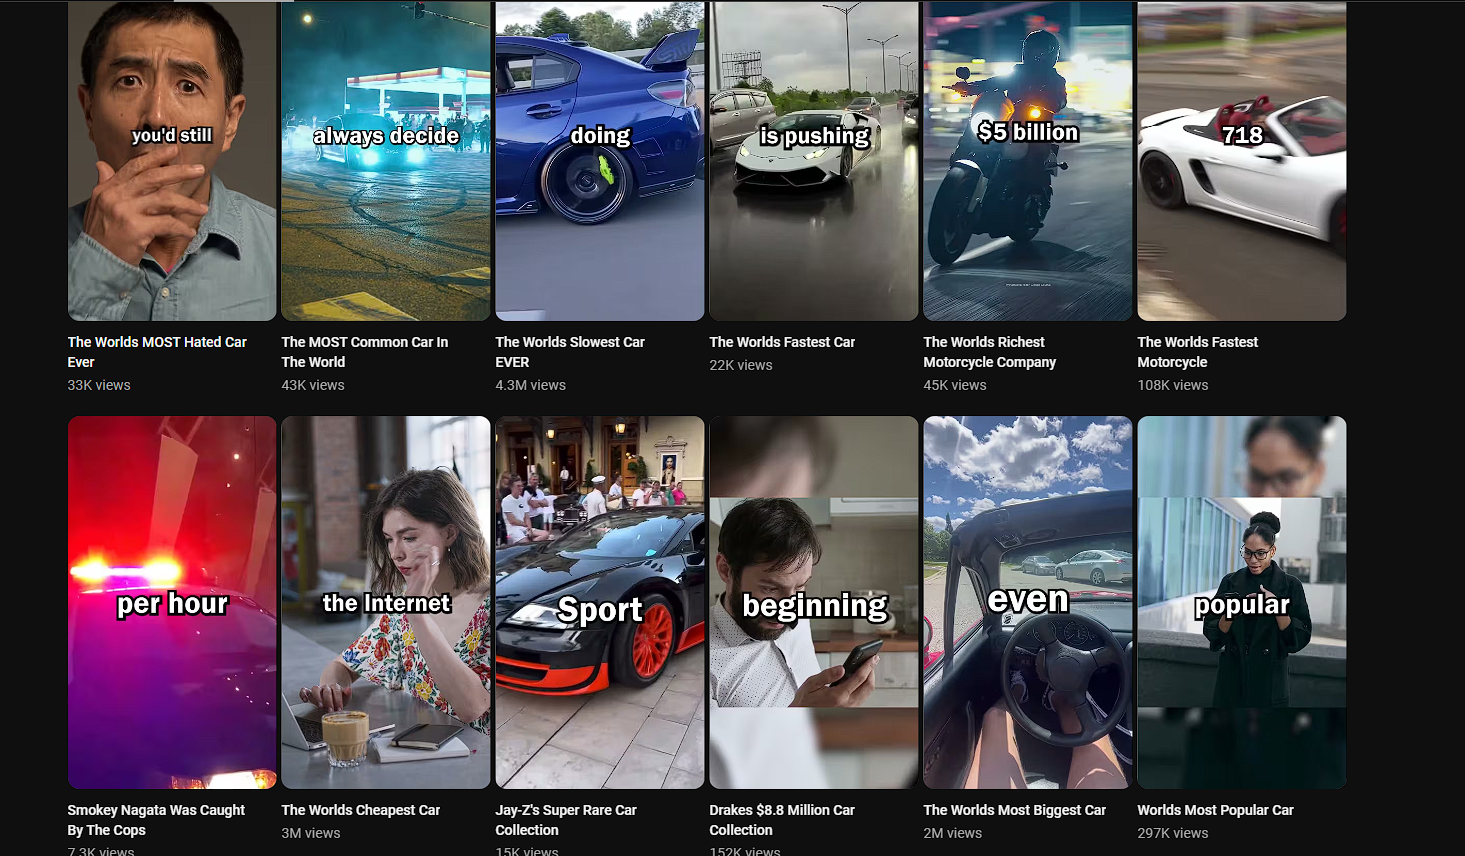 you'd still
always decide
doing
is pushing
$5 billion
718
The Worlds MOST Hated Car
Ever
33K views
The MOST Common Car In
The World
43K views
The Worlds Slowest Car
EVER
4.3M views
The Worlds Fastest Car
22K views
The Worlds Richest
Motorcycle Company
45K views
The Worlds Fastest
Motorcycle
108K views
per hour
the Internet
Sport
beginning
even
popular
Smokey Nagata Was Caught
By The Cops
7.3K views
The Worlds Cheapest Car
3M views
Jay-Z's Super Rare Car
Collection
15K views
Drakes $8.8 Million Car
Collection
152K views
The Worlds Most Biggest Car
2M views
Worlds Most Popular Car
297K views